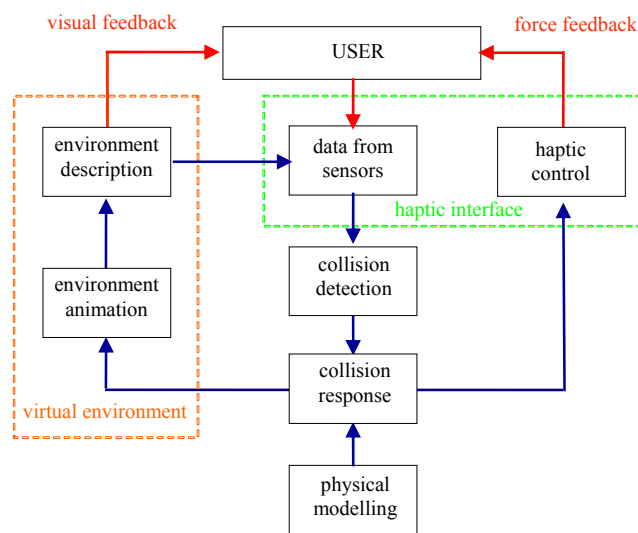 visual feedback
USER
force feedback
environment
description
data from
sensors
haptic
control
haptic interface
environment
animation
collision
detection
collision
response
virtual environment
physical
modelling